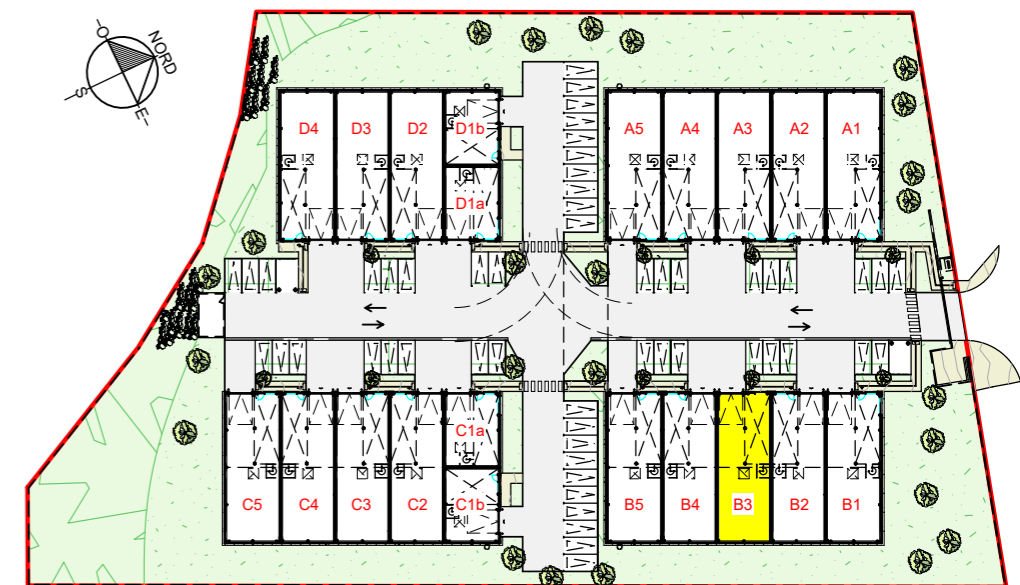 O
NORD
S
E
D4 D3 D2 D1b A5 A4 A3 A2 A1
D1a
C1a
C5 C4 C3 C2 C1b B5 B4 B3 B2 B1